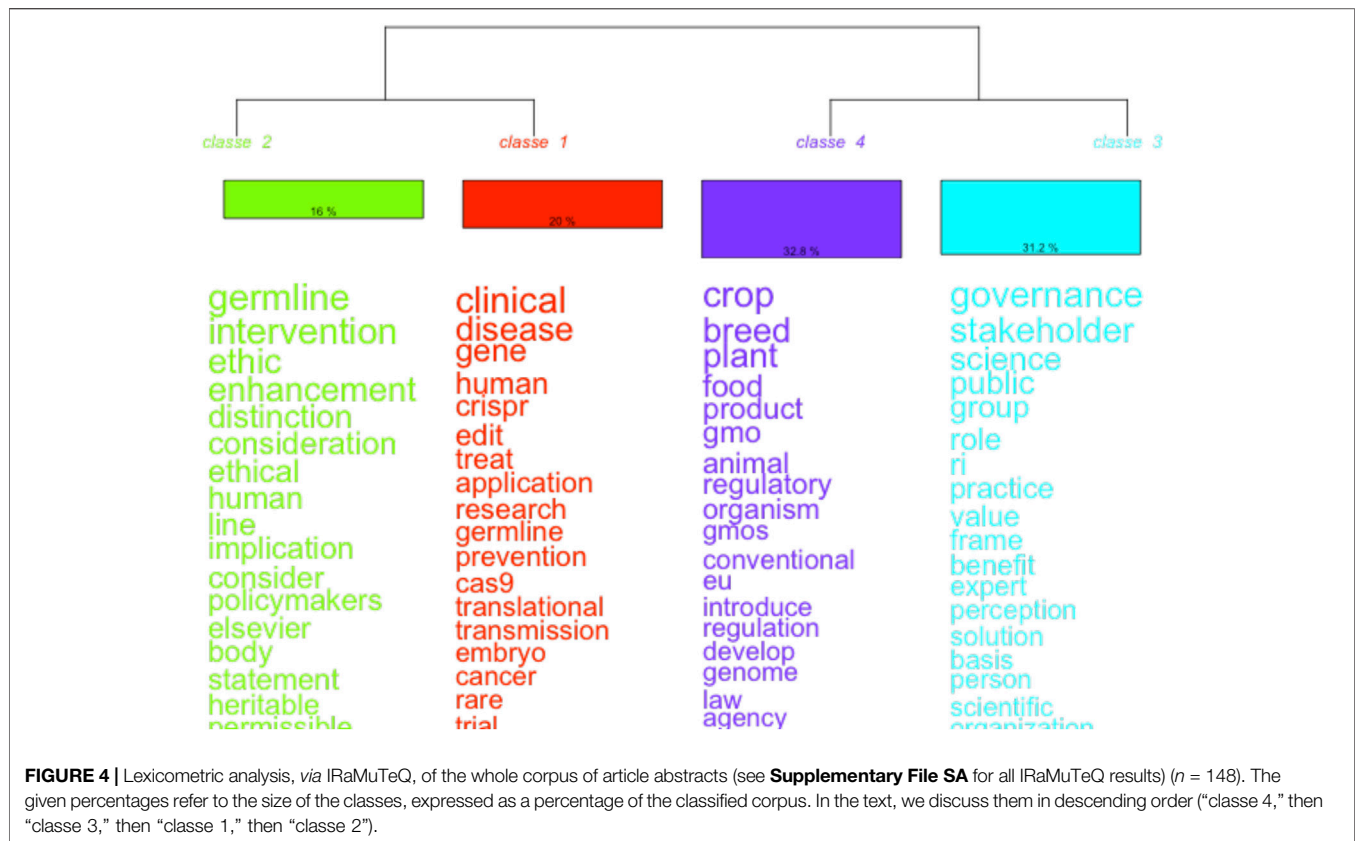 classe 2
classe 1
classe 4
classe 3
16 %
20 %
32.8 %
31.2 %
germline
intervention
ethic
enhancement
distinction
consideration
ethical
human
line
implication
consider
policymakers
elsevier
body
statement
heritable
permissible
clinical
disease
gene
human
crispr
edit
treat
application
research
germline
prevention
cas9
translational
transmission
embryo
cancer
rare
trial
crop
breed
plant
food
product
gmo
animal
regulatory
organism
gmos
conventional
eu
introduce
regulation
develop
genome
law
agency
governance
stakeholder
science
public
group
role
ri
practice
value
frame
benefit
expert
perception
solution
basis
person
scientific
organization
FIGURE 4 | Lexicometric analysis, via IRaMuTeQ, of the whole corpus of article abstracts (see Supplementary File SA for all IRaMuTeQ results) (n = 148). The
given percentages refer to the size of the classes, expressed as a percentage of the classified corpus. In the text, we discuss them in descending order (“classe 4,” then
“classe 3,” then “classe 1,” then “classe 2”).